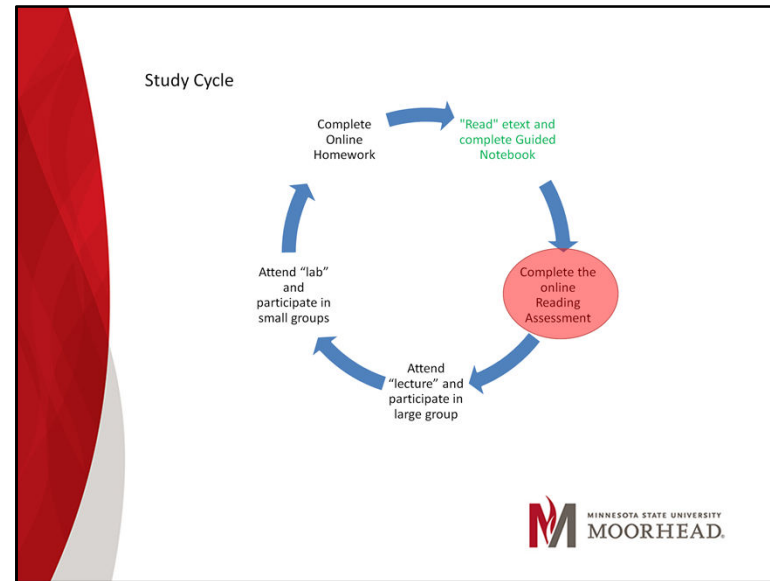 Study Cycle
Complete
Online
Homework
"Read" etext and
complete Guided
Notebook
Complete the
online
Reading
Assessment
Attend
“lecture” and
participate in
large group
Attend “lab”
and
participate in
small groups
MINNESOTA STATE UNIVERSITY
MOORHEAD.